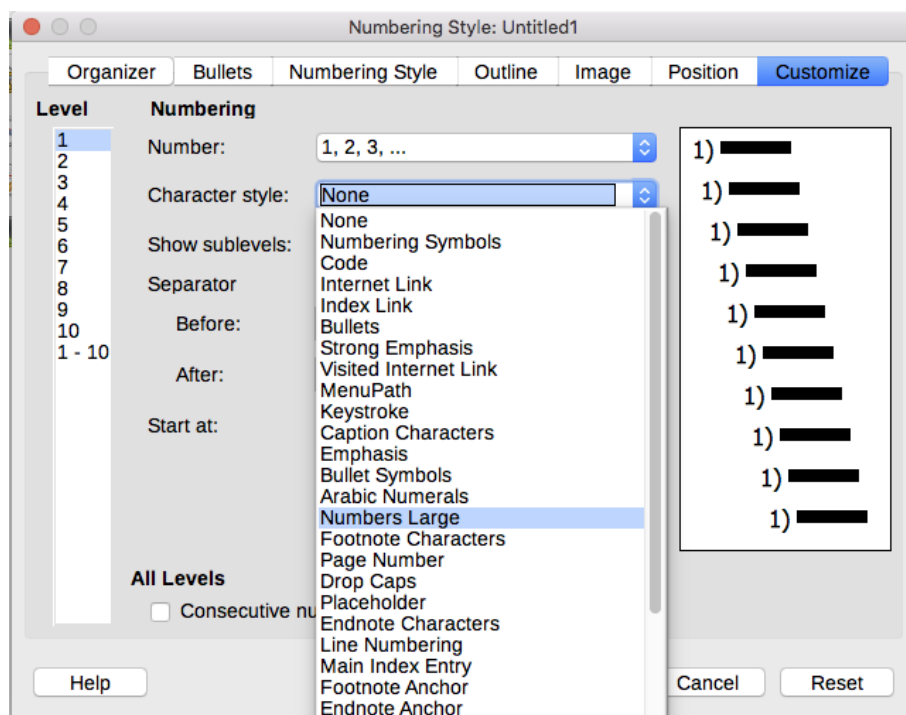 Numbering Style: Untitled1
Organizer Bullets Numbering Style Outline Image Position Customize
Level
1
2
3
4
5
6
7
8
9
10
1 - 10
Numbering
Number: 1, 2, 3, ...
Character style: None
Show sublevels:
Separator
Before:
After:
Start at:
None
Numbering Symbols
Code
Internet Link
Index Link
Bullets
Strong Emphasis
Visited Internet Link
MenuPath
Keystroke
Caption Characters
Emphasis
Bullet Symbols
Arabic Numerals
Numbers Large
Footnote Characters
Page Number
Drop Caps
Placeholder
Endnote Characters
Line Numbering
Main Index Entry
Footnote Anchor
Endnote Anchor
1)
1)
1)
1)
1)
1)
1)
1)
1)
1)
All Levels
Consecutive nu
Help Cancel Reset